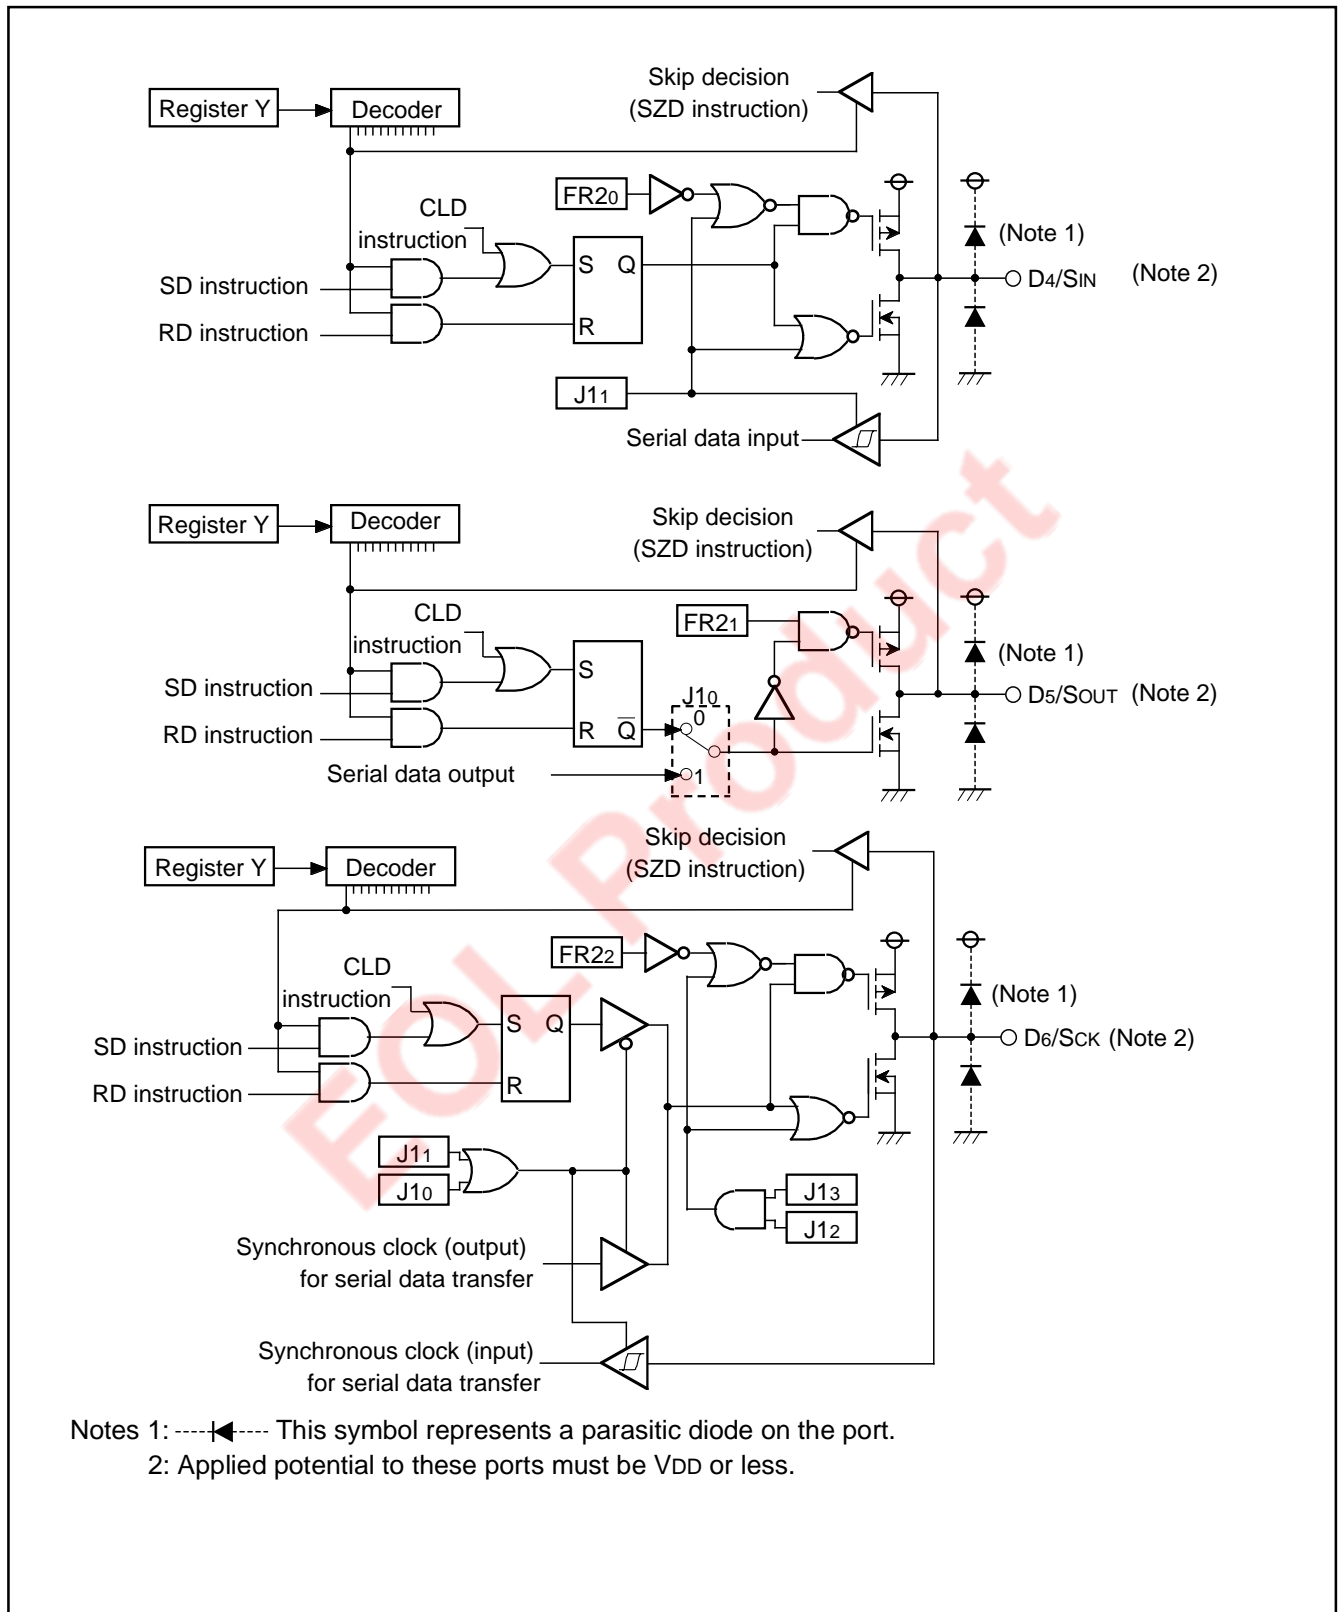 Skip decision
(SZD instruction)
Register Y
Decoder
FR20
CLD
instruction
S
Q
R
SD instruction
RD instruction
(Note 1)
D4/SIN
(Note 2)
J11
Serial data input
Register Y
Decoder
Skip decision
(SZD instruction)
FR21
CLD
instruction
S
R
Q
SD instruction
RD instruction
J10
0
1
Serial data output
(Note 1)
D5/SOUT (Note 2)
Skip decision
(SZD instruction)
Register Y
Decoder
FR22
CLD
instruction
S
Q
R
SD instruction
RD instruction
(Note 1)
D6/SCK (Note 2)
J11
J10
J13
J12
Synchronous clock (output)
for serial data transfer
Synchronous clock (input)
for serial data transfer
Notes 1: This symbol represents a parasitic diode on the port.
2: Applied potential to these ports must be VDD or less.
EOL Product